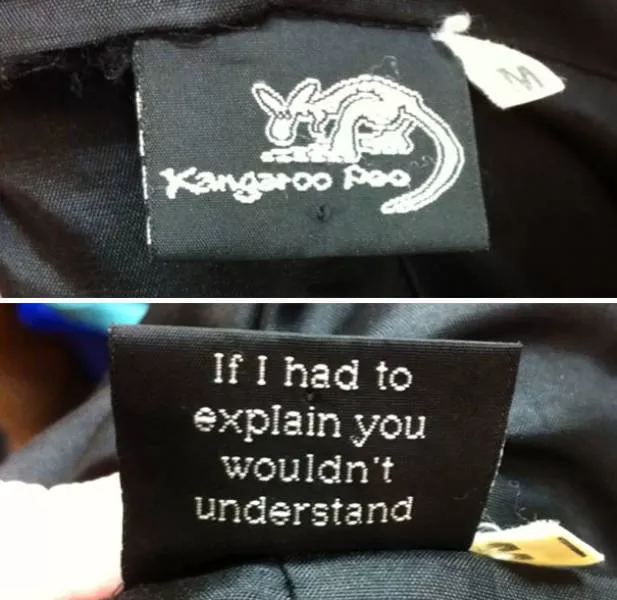 M
Kangaroo Poo
If I had to
explain you
wouldn't
understand
M